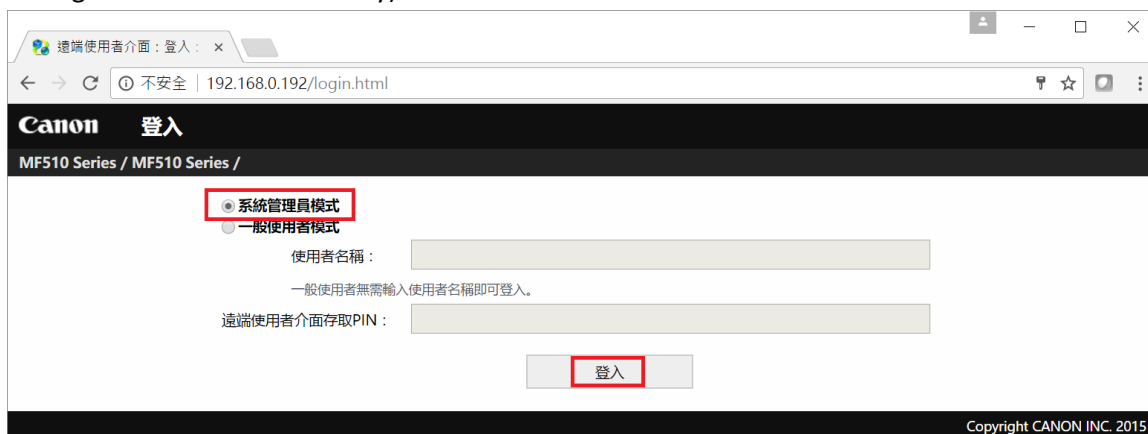 遠端使用者介面：登入：
不安全 | 192.168.0.192/login.html
Canon 登入
MF510 Series / MF510 Series /
系統管理員模式
一般使用者模式
使用者名稱：
一般使用者無需輸入使用者名稱即可登入。
遠端使用者介面存取PIN：
登入
Copyright CANON INC. 2015